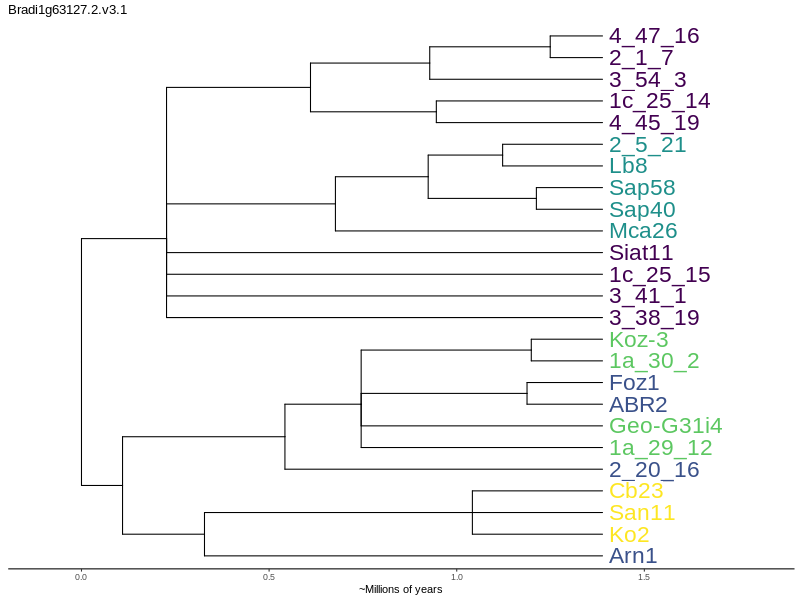 Bradi1g63127.2.v3.1
4_47_16
2_1_7
3_54_3
1c_25_14
4_45_19
2_5_21
Lb8
Sap58
Sap40
Mca26
Siat11
1c_25_15
3_41_1
3_38_19
Koz-3
1a_30_2
Foz1
ABR2
Geo-G31i4
1a_29_12
2_20_16
Cb23
San11
Ko2
Arn1
0.0 0.5 1.0 1.5
~Millions of years